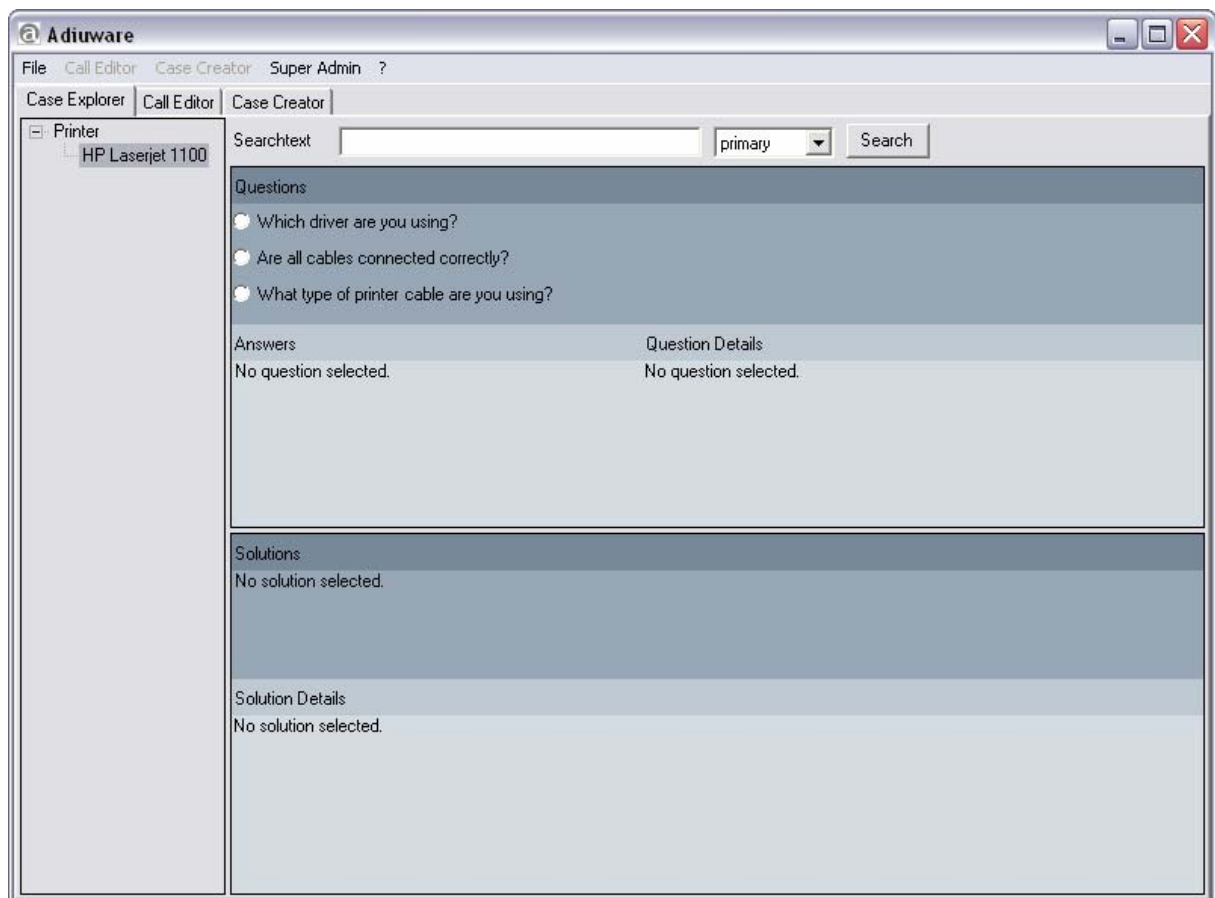 Adiuware
File Call Editor Case Creator Super Admin ?
Case Explorer Call Editor Case Creator
Printer
HP Laserjet 1100
Searchtext primary Search
Questions
Which driver are you using?
Are all cables connected correctly?
What type of printer cable are you using?
Answers Question Details
No question selected. No question selected.
Solutions
No solution selected.
Solution Details
No solution selected.